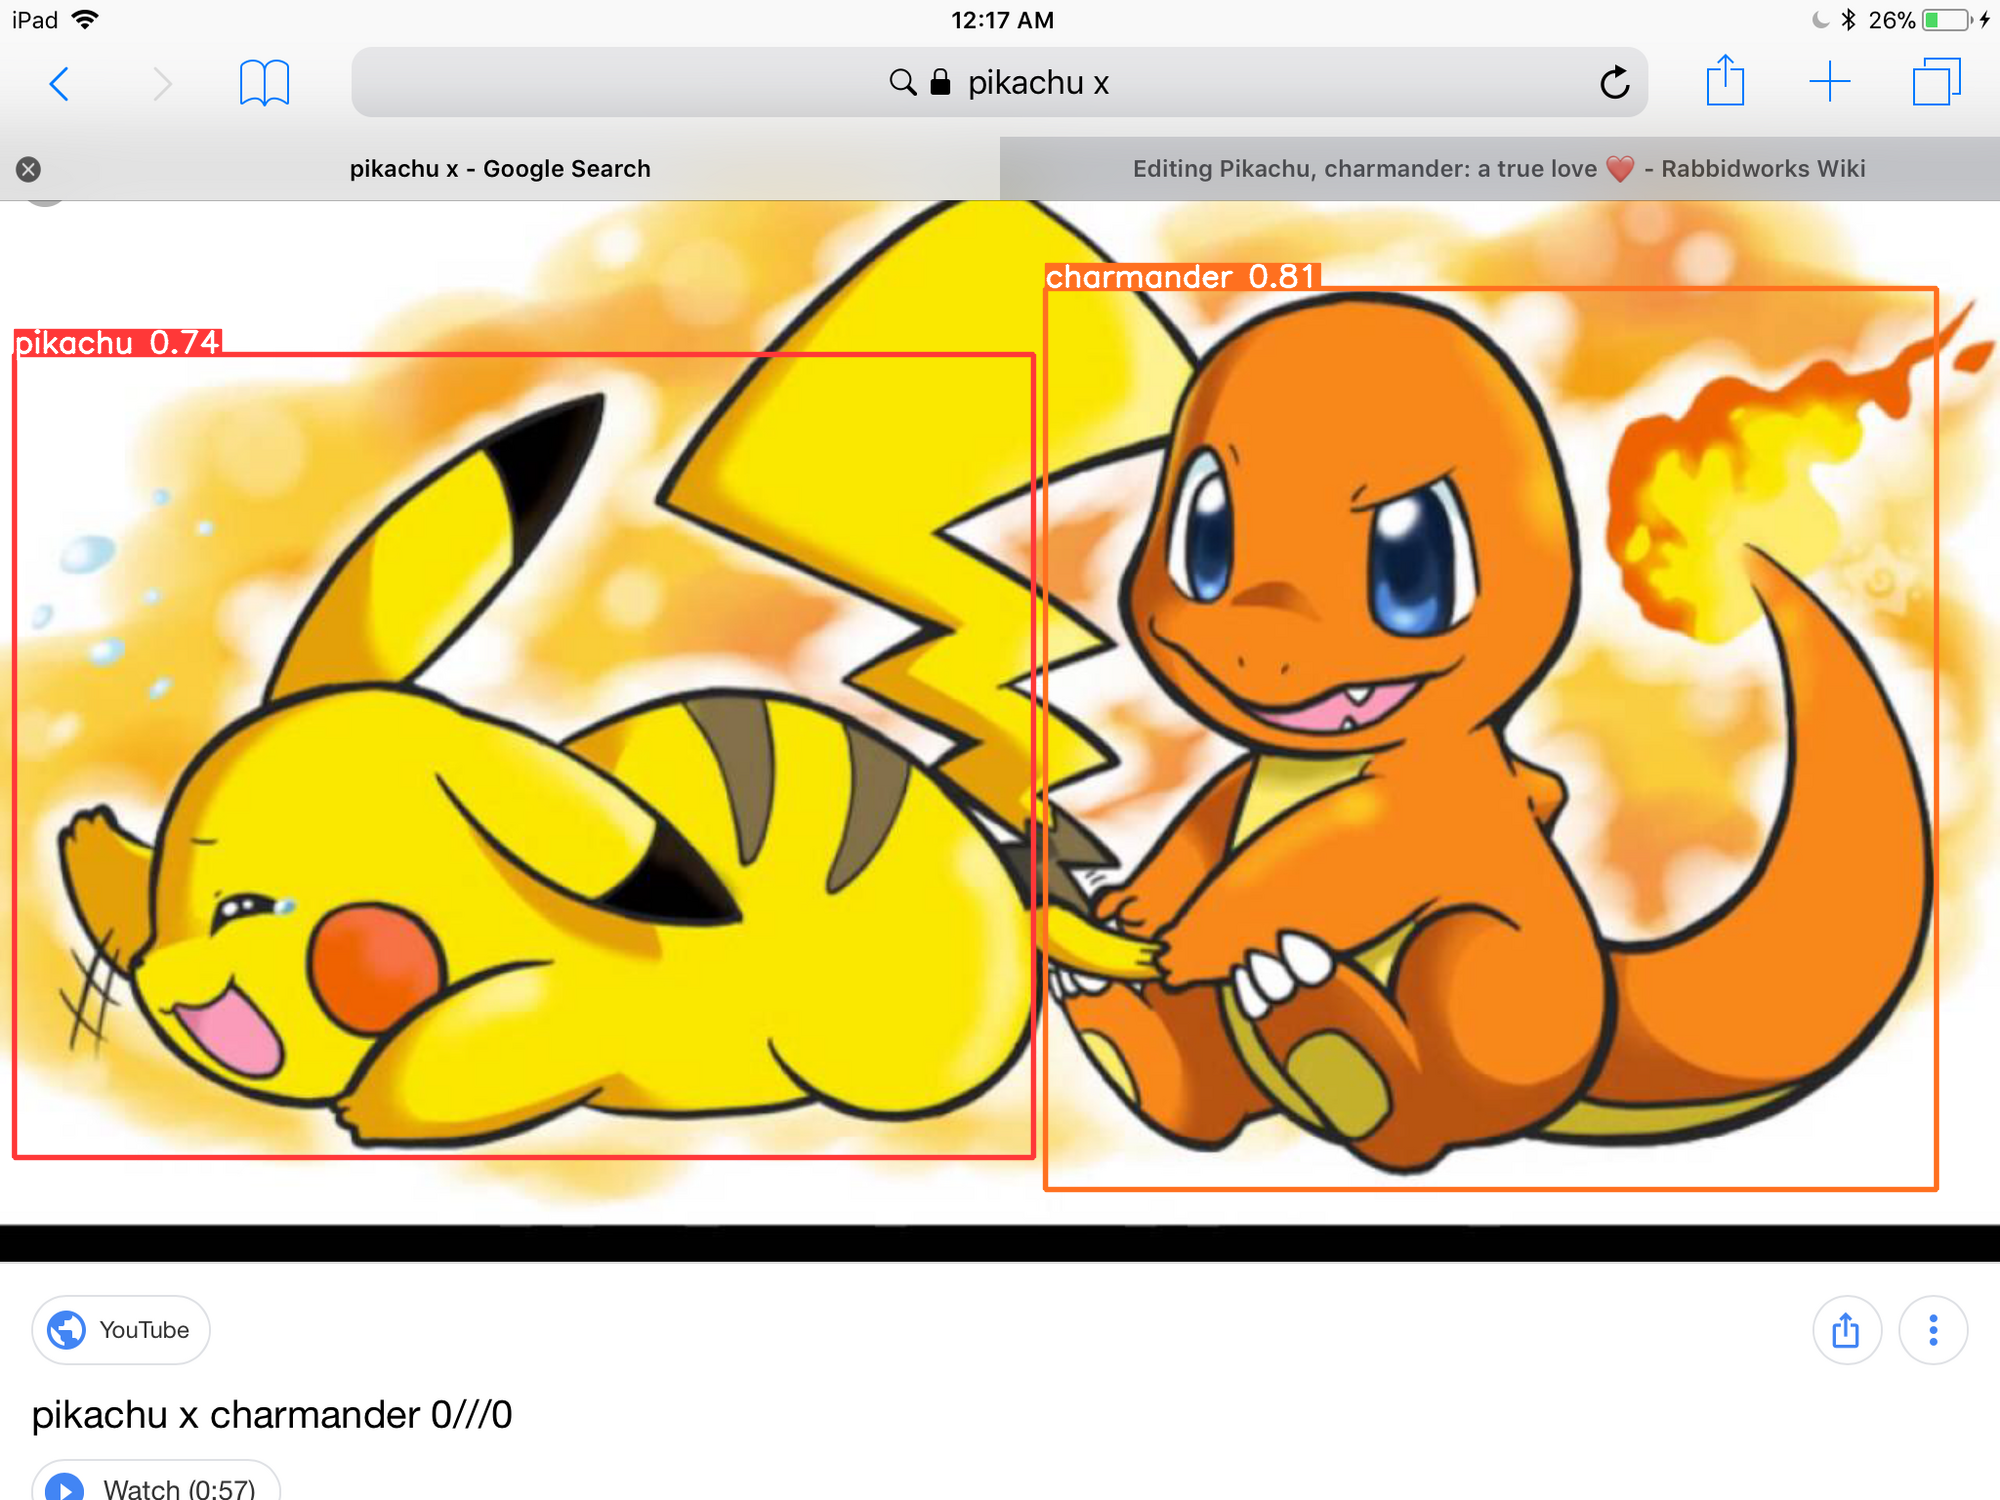 iPad 12:17 AM 26%
pikachu x
pikachu x - Google Search Editing Pikachu, charmander: a true love ❤️ - Rabbidworks Wiki
charmander 0.81
pikachu 0.74
YouTube
pikachu x charmander 0///0
Watch (0:57)